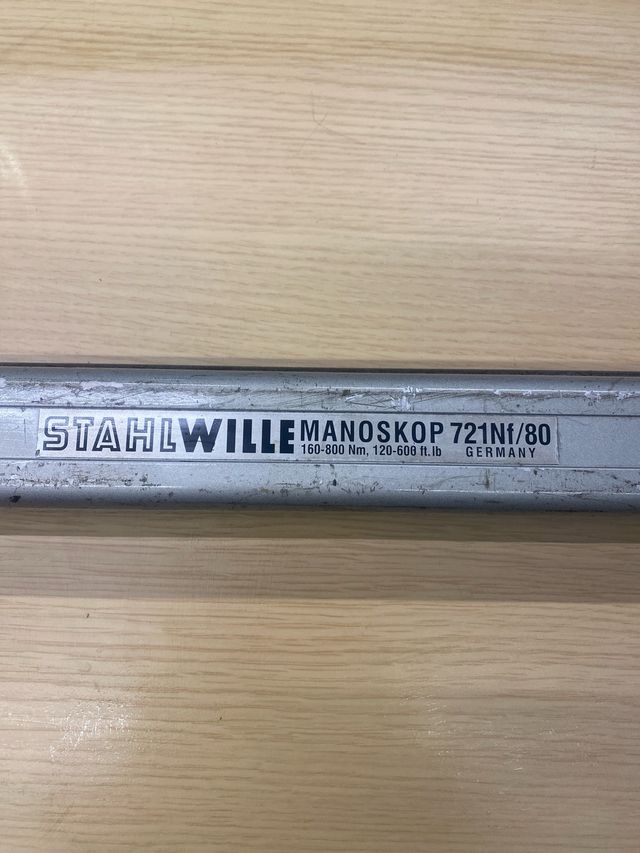 STAHLWILLE MANOSKOP 721Nf/80
160-800 Nm, 120-600 ft.lb GERMANY